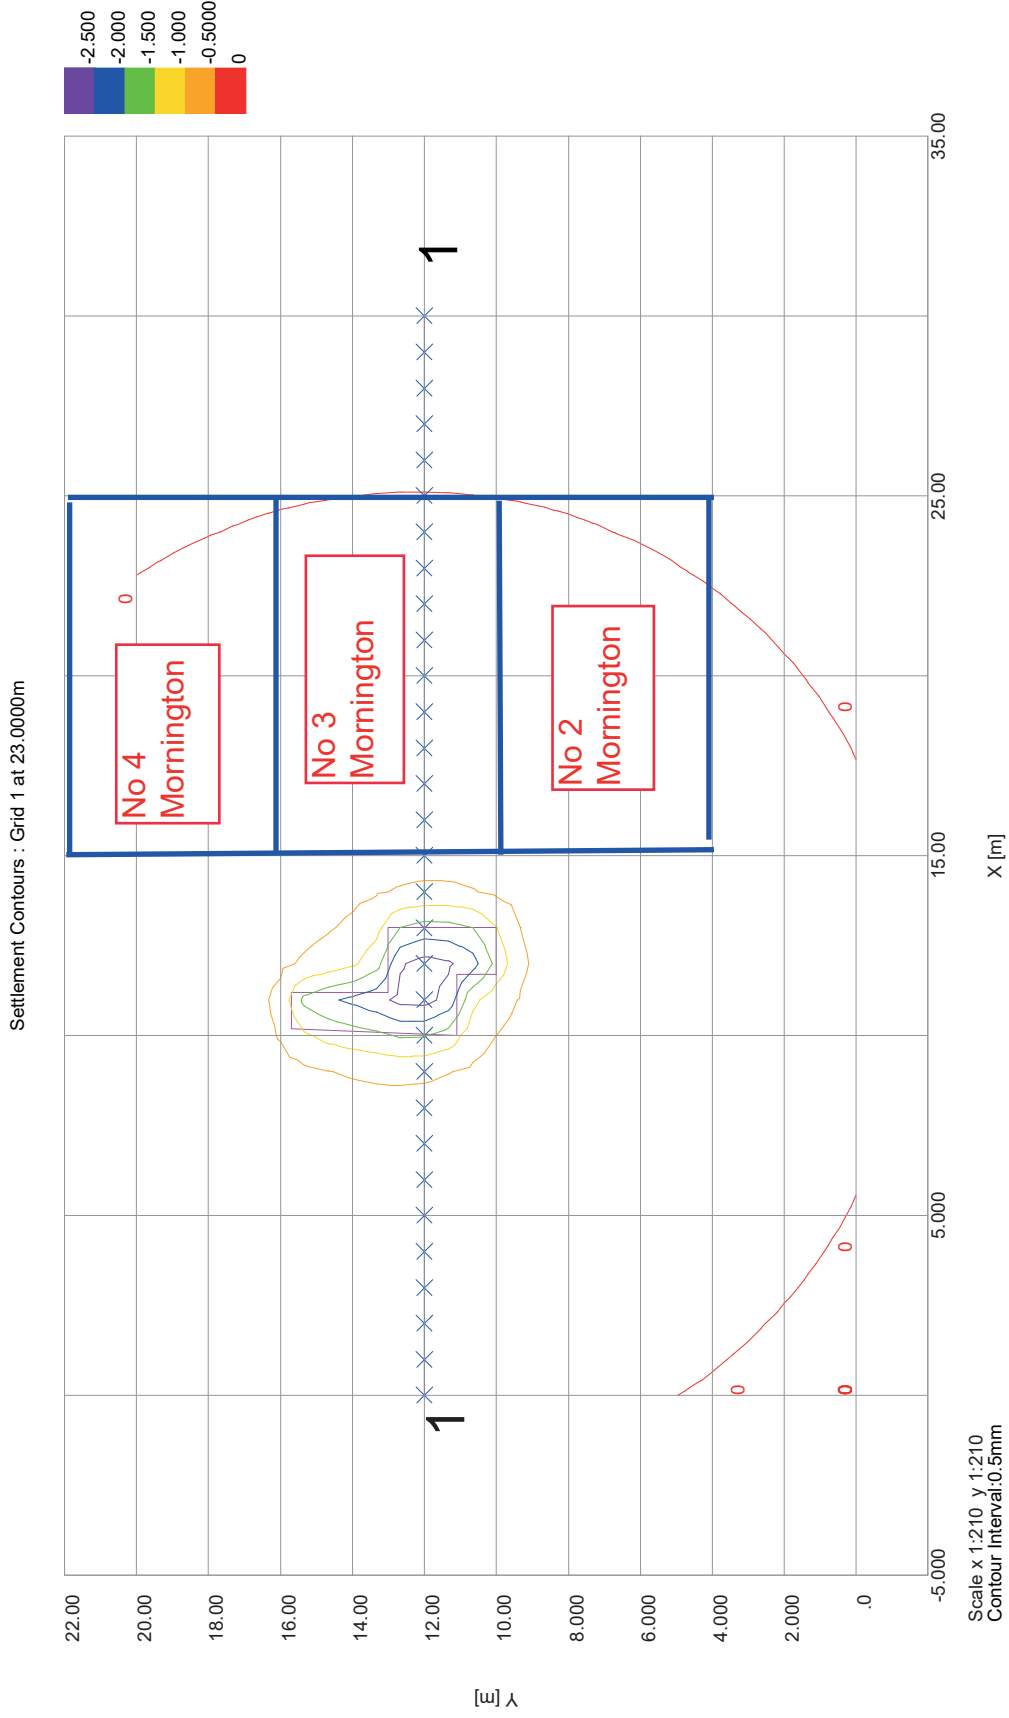 Settlement Contours : Grid 1 at 23.0000m
-2.500
-2.000
-1.500
-1.000
-0.5000
0
22.00
20.00
18.00
16.00
14.00
12.00
10.00
8.000
6.000
4.000
2.000
.0
Y [m]
No 4
Mornington
No 3
Mornington
No 2
Mornington
1
1
0
0
0
0
0
-5.000
5.000
15.00
25.00
35.00
X [m]
Scale x 1:210 y 1:210
Contour Interval:0.5mm